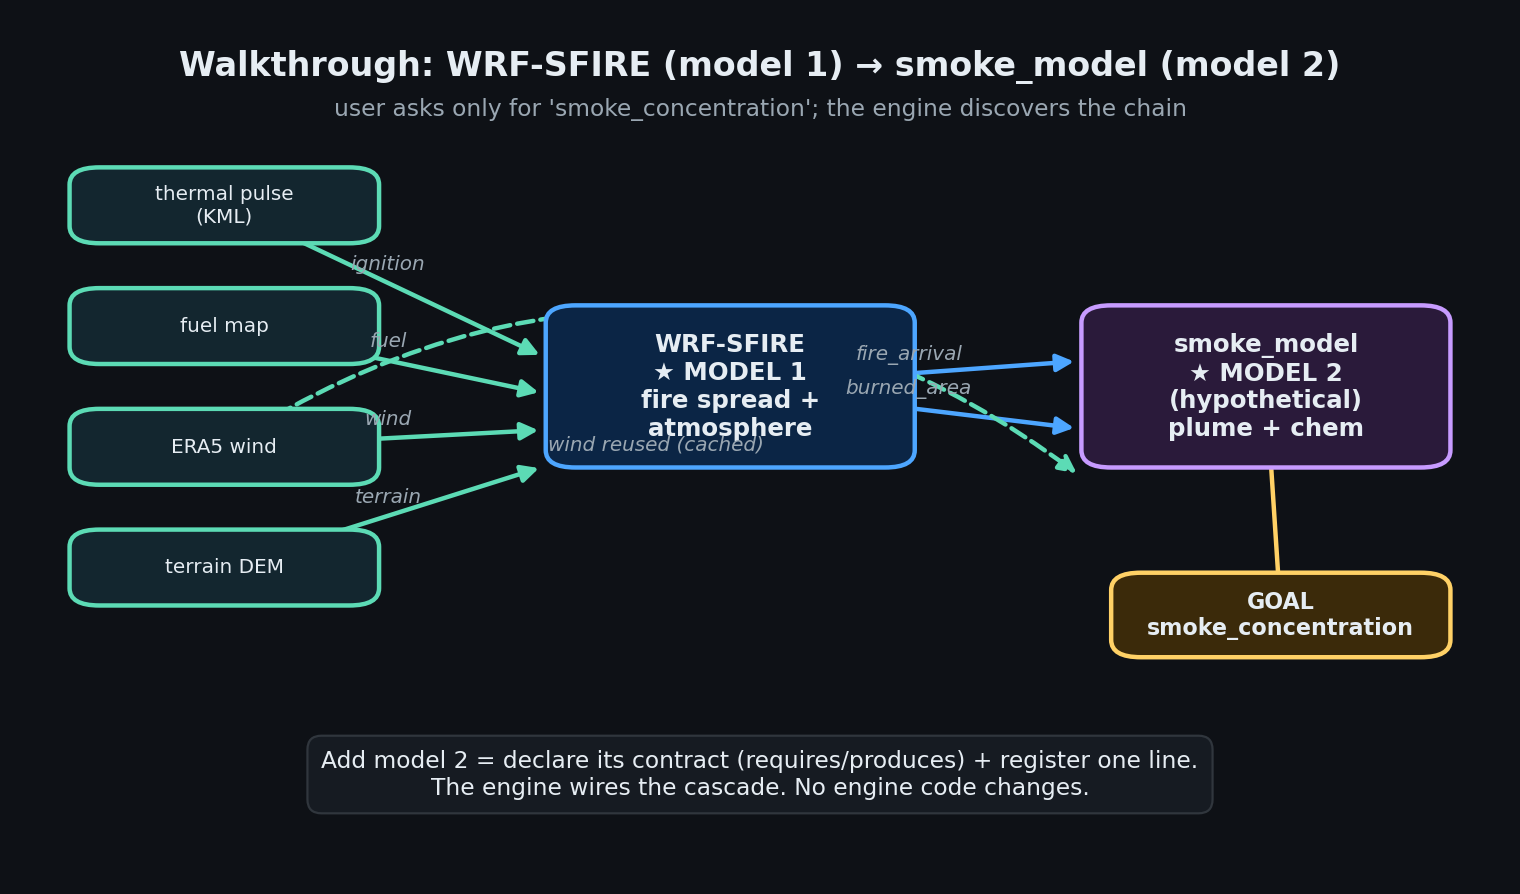 Walkthrough: WRF-SFIRE (model 1) → smoke_model (model 2)
user asks only for 'smoke_concentration'; the engine discovers the chain
thermal pulse
(KML)
ignition
fuel map
fuel
ERA5 wind
wind
terrain
terrain DEM
WRF-SFIRE
★ MODEL 1
fire spread +
atmosphere
wind reused (cached)
fire_arrival
burned_area
smoke_model
★ MODEL 2
(hypothetical)
plume + chem
GOAL
smoke_concentration
Add model 2 = declare its contract (requires/produces) + register one line.
The engine wires the cascade. No engine code changes.